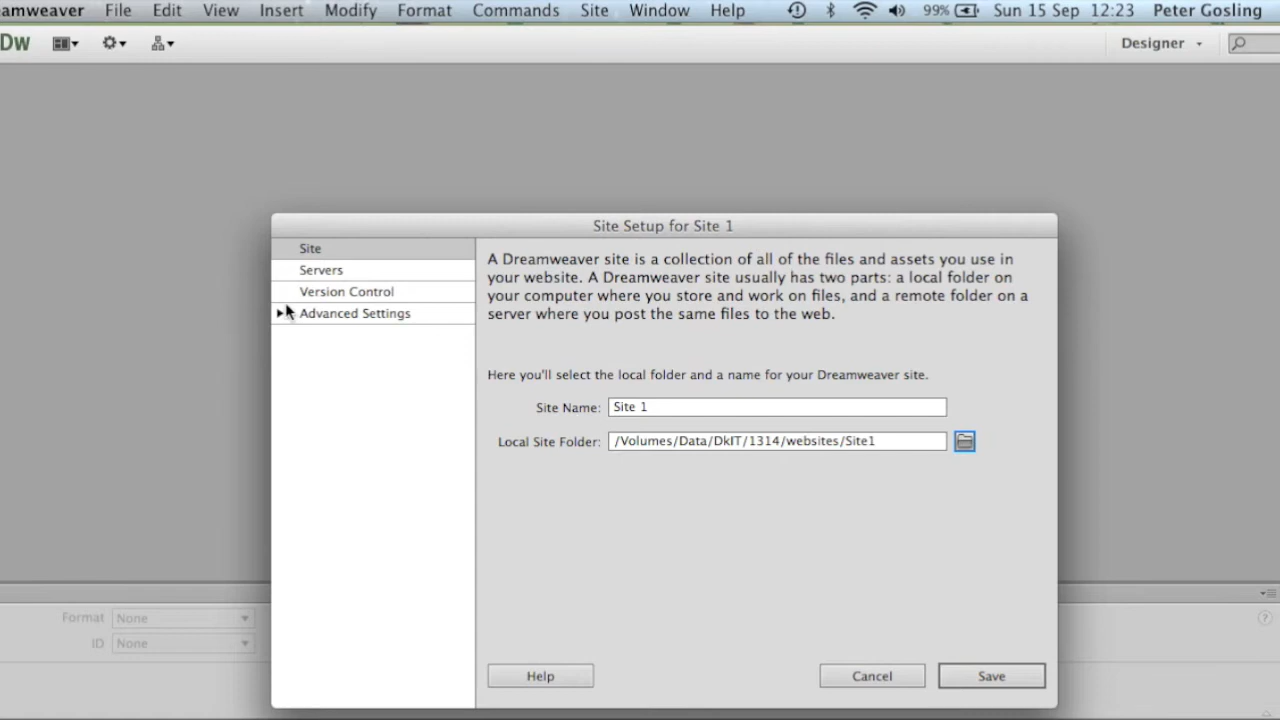 amweaver File Edit View Insert Modify Format Commands Site Window Help 99% Sun 15 Sep 12:23 Peter Gosling
Dw Designer
Site Setup for Site 1
Site
Servers
Version Control
Advanced Settings
A Dreamweaver site is a collection of all of the files and assets you use in
your website. A Dreamweaver site usually has two parts: a local folder on
your computer where you store and work on files, and a remote folder on a
server where you post the same files to the web.
Here you'll select the local folder and a name for your Dreamweaver site.
Site Name: Site 1
Local Site Folder: /Volumes/Data/DkIT/1314/websites/Site1
Format None
ID None
Help Cancel Save